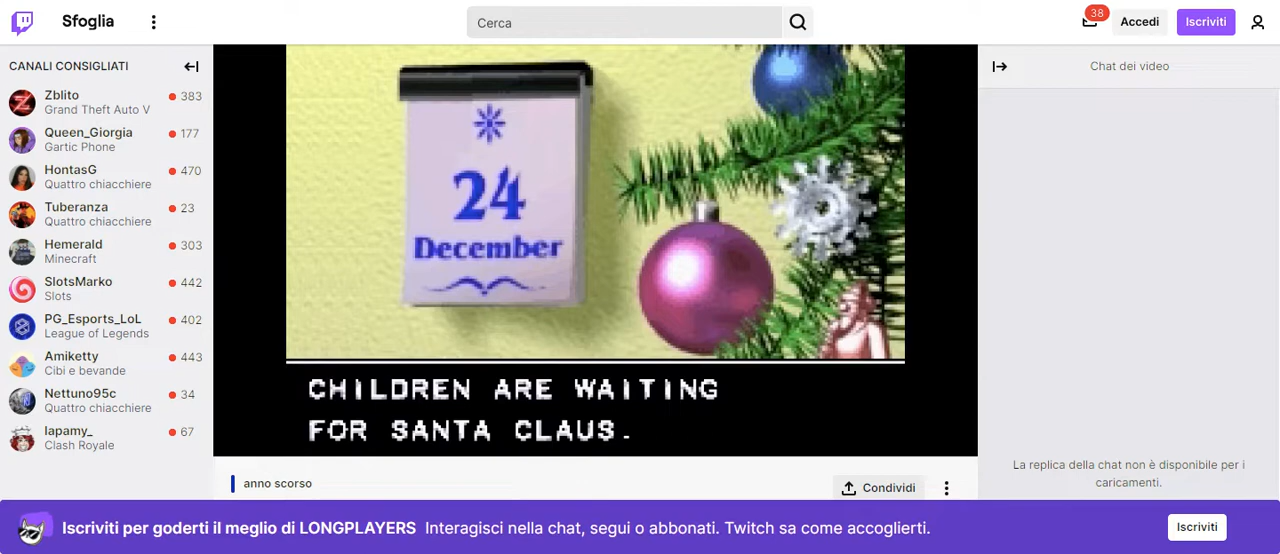 Sfoglia
Cerca
38
Accedi
Iscriviti
CANALI CONSIGLIATI
Zblito
Grand Theft Auto V
383
Queen_Giorgia
Gartic Phone
177
HontasG
Quattro chiacchiere
470
Tuberanza
Quattro chiacchiere
23
Hemerald
Minecraft
303
SlotsMarko
Slots
442
PG_Esports_LoL
League of Legends
402
Amiketty
Cibi e bevande
443
Nettuno95c
Quattro chiacchiere
34
lapamy_
Clash Royale
67
24
December
CHILDREN ARE WAITING
FOR SANTA CLAUS.
anno scorso
Condividi
Chat dei video
La replica della chat non è disponibile per i
caricamenti.
Iscriviti per goderti il meglio di LONGPLAYERS Interagisci nella chat, segui o abbonati. Twitch sa come accoglierti.
Iscriviti